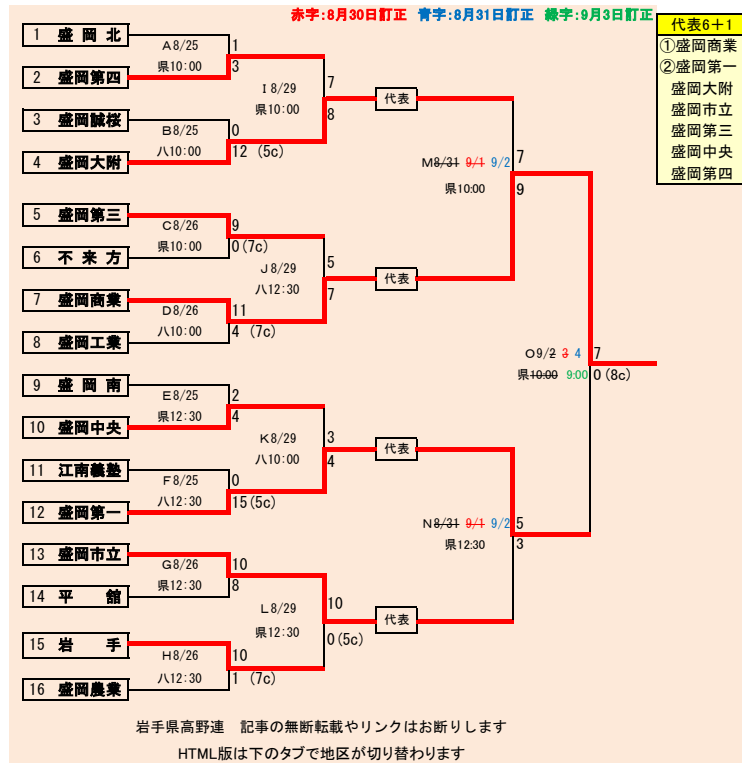 赤字:8月30日訂正 青字:8月31日訂正 緑字:9月3日訂正
代表6+1
①盛岡商業
②盛岡第一
盛岡大附
盛岡市立
盛岡第三
盛岡中央
盛岡第四
1 盛岡北
A8/25
県10:00
1
3
2 盛岡第四
I8/29
県10:00
7
8
3 盛岡誠桜
B8/25
八10:00
0
12 (5c)
4 盛岡大附
代表
M8/31 9/1 9/2
県10:00
7
9
5 盛岡第三
C8/26
県10:00
9
0(7c)
6 不来方
J8/29
八12:30
5
7
7 盛岡商業
D8/26
八10:00
11
4 (7c)
8 盛岡工業
代表
O9/2 3 4
県10:00 9:00
7
0(8c)
9 盛岡南
E8/25
県12:30
2
4
10 盛岡中央
K8/29
八10:00
3
4
11 江南義塾
F8/25
八12:30
0
15(5c)
12 盛岡第一
代表
N8/31 9/1 9/2
県12:30
5
3
13 盛岡市立
G8/26
県12:30
10
8
14 平舘
L8/29
県12:30
10
0(5c)
15 岩手
H8/26
八12:30
10
1 (7c)
16 盛岡農業
代表
岩手県高野連 記事の無断転載やリンクはお断りします
HTML版は下のタブで地区が切り替わります